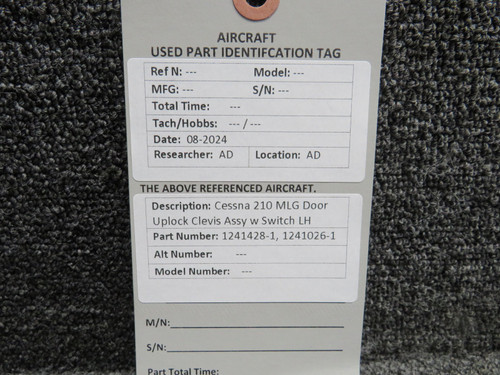 AIRCRAFT
USED PART IDENTIFCATION TAG
Ref N: --- Model: ---
MFG: --- S/N: ---
Total Time: ---
Tach/Hobbs: --- / ---
Date: 08-2024
Researcher: AD Location: AD
THE ABOVE REFERENCED AIRCRAFT.
Description: Cessna 210 MLG Door
Uplock Clevis Assy w Switch LH
Part Number: 1241428-1, 1241026-1
Alt Number: ---
Model Number: ---
M/N:
S/N:
Part Total Time: